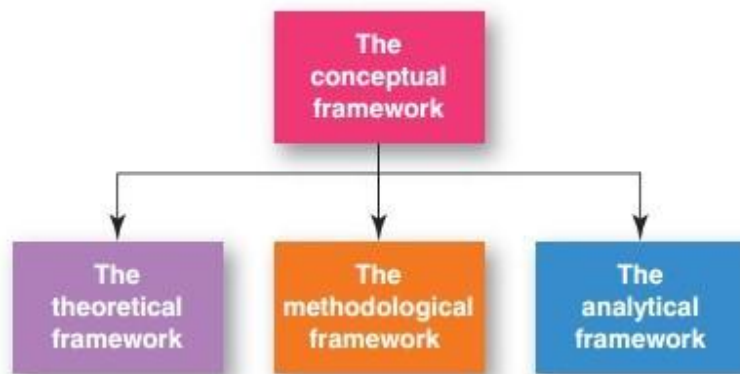 The
conceptual
framework
The
theoretical
framework
The
methodological
framework
The
analytical
framework